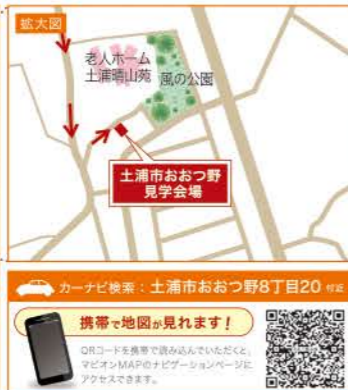 拡大図
老人ホーム
土浦晴山苑
風の公園
土浦市おおつ野
見学会場
カーナビ検索：土浦市おおつ野8丁目20 付近
携帯で地図が見れます！
QRコードを携帯で読み込んでいただくと、
マピオンMAPのナビゲーションページに
アクセスできます。